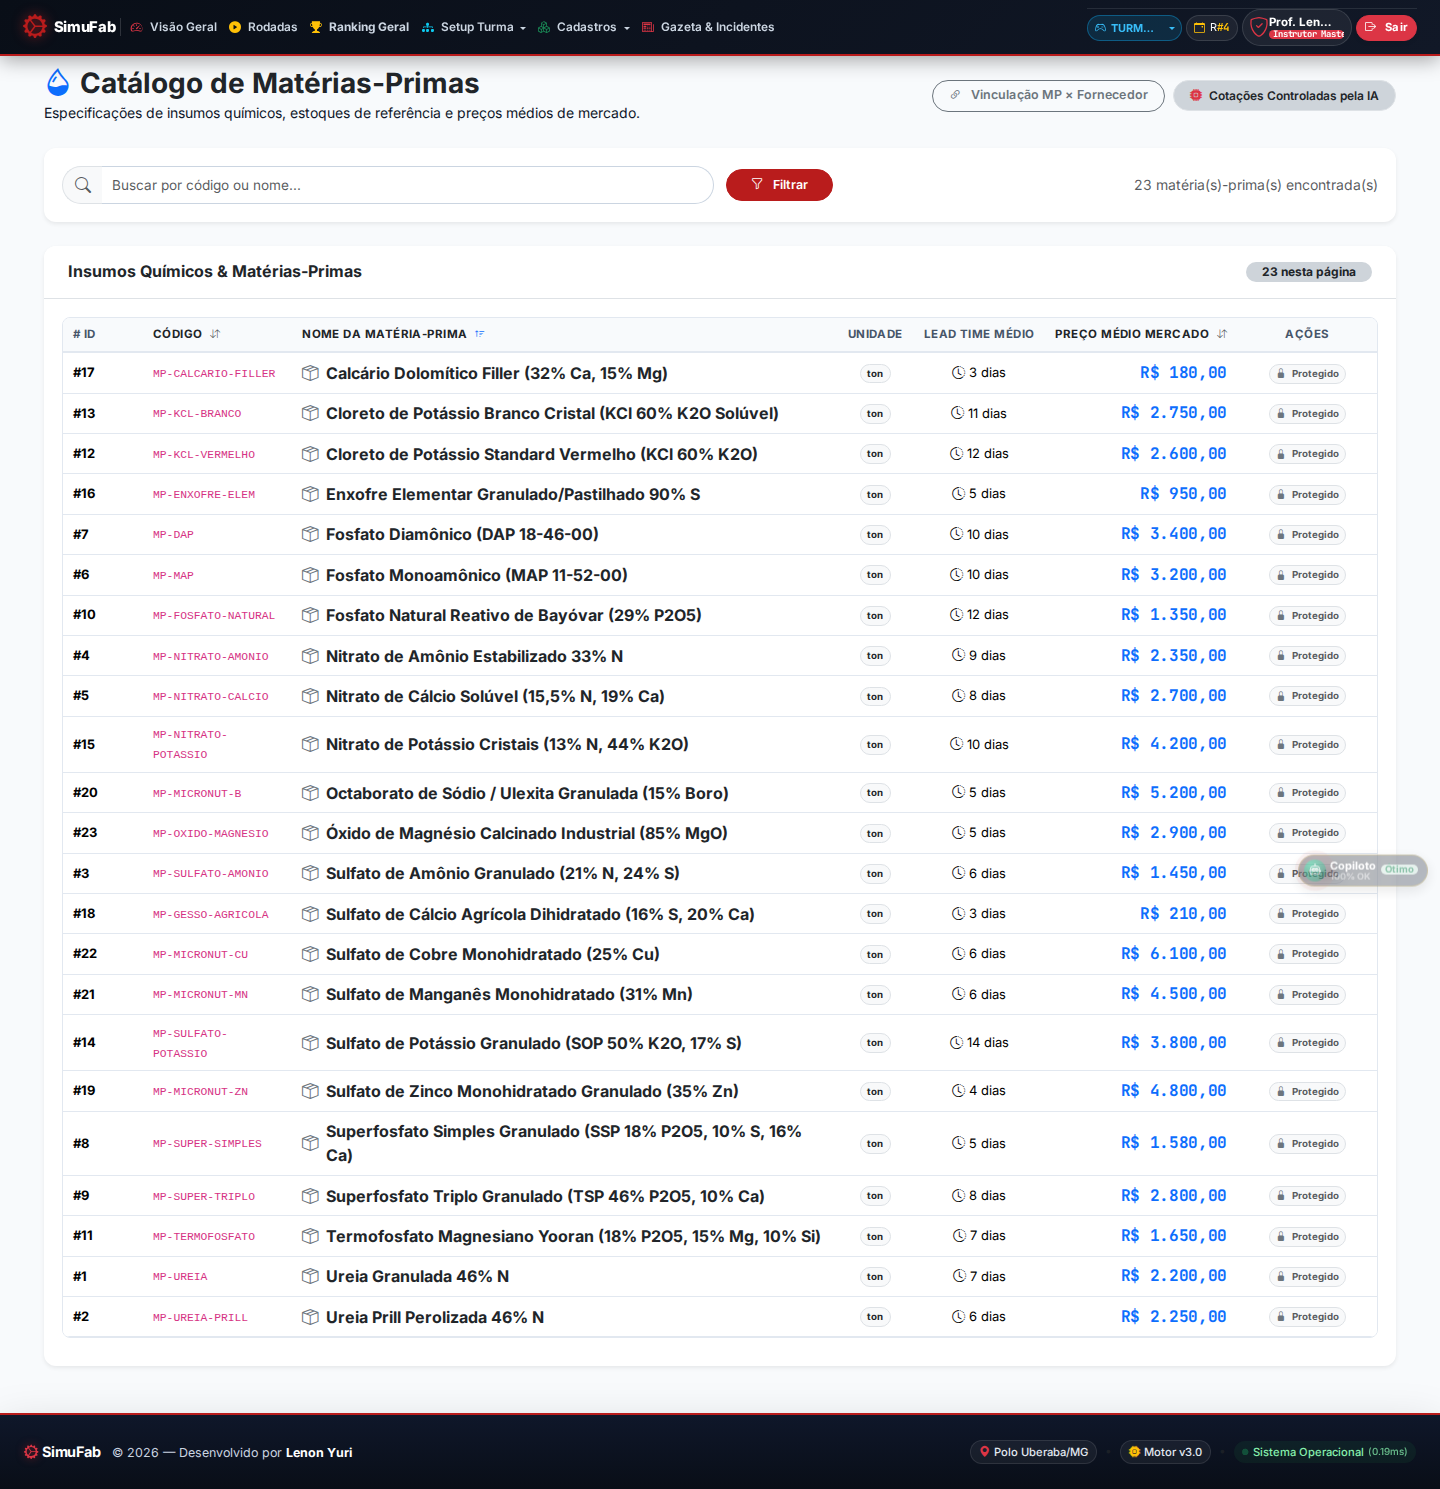 SimuFab
Visão Geral
Rodadas
Ranking Geral
Setup Turma
Cadastros
Gazeta & Incidentes
TURM...
R#4
Prof. Len...
Instrutor
Sair
Catálogo de Matérias-Primas
Especificações de insumos químicos, estoques de referência e preços médios de mercado.
Vinculação MP × Fornecedor
Cotações Controladas pela IA
Buscar por código ou nome...
Filtrar
23 matéria(s)-prima(s) encontrada(s)
Insumos Químicos & Matérias-Primas
23 nesta página
# ID CÓDIGO NOME DA MATÉRIA-PRIMA UNIDADE LEAD TIME MÉDIO PREÇO MÉDIO MERCADO AÇÕES
#17 MP-CALCARIO-FILLER Calcário Dolomítico Filler (32% Ca, 15% Mg) ton 3 dias R$ 180,00 Protegido
#13 MP-KCL-BRANCO Cloreto de Potássio Branco Cristal (KCl 60% K2O Solúvel) ton 11 dias R$ 2.750,00 Protegido
#12 MP-KCL-VERMELHO Cloreto de Potássio Standard Vermelho (KCl 60% K2O) ton 12 dias R$ 2.600,00 Protegido
#16 MP-ENXOFRE-ELEM Enxofre Elementar Granulado/Pastilhado 90% S ton 5 dias R$ 950,00 Protegido
#7 MP-DAP Fosfato Diamônico (DAP 18-46-00) ton 10 dias R$ 3.400,00 Protegido
#6 MP-MAP Fosfato Monoamônico (MAP 11-52-00) ton 10 dias R$ 3.200,00 Protegido
#10 MP-FOSFATO-NATURAL Fosfato Natural Reativo de Bayóvar (29% P2O5) ton 12 dias R$ 1.350,00 Protegido
#4 MP-NITRATO-AMONIO Nitrato de Amônio Estabilizado 33% N ton 9 dias R$ 2.350,00 Protegido
#5 MP-NITRATO-CALCIO Nitrato de Cálcio Solúvel (15,5% N, 19% Ca) ton 8 dias R$ 2.700,00 Protegido
#15 MP-NITRATO-POTASSIO Nitrato de Potássio Cristais (13% N, 44% K2O) ton 10 dias R$ 4.200,00 Protegido
#20 MP-MICRONUT-B Octaborato de Sódio / Ulexita Granulada (15% Boro) ton 5 dias R$ 5.200,00 Protegido
#23 MP-OXIDO-MAGNESIO Óxido de Magnésio Calcinado Industrial (85% MgO) ton 5 dias R$ 2.900,00 Protegido
#3 MP-SULFATO-AMONIO Sulfato de Amônio Granulado (21% N, 24% S) ton 6 dias R$ 1.450,00
Copiloto
OK
Ótimo
#18 MP-GESSO-AGRICOLA Sulfato de Cálcio Agrícola Dihidratado (16% S, 20% Ca) ton 3 dias R$ 210,00 Protegido
#22 MP-MICRONUT-CU Sulfato de Cobre Monohidratado (25% Cu) ton 6 dias R$ 6.100,00 Protegido
#21 MP-MICRONUT-MN Sulfato de Manganês Monohidratado (31% Mn) ton 6 dias R$ 4.500,00 Protegido
#14 MP-SULFATO-POTASSIO Sulfato de Potássio Granulado (SOP 50% K2O, 17% S) ton 14 dias R$ 3.800,00 Protegido
#19 MP-MICRONUT-ZN Sulfato de Zinco Monohidratado Granulado (35% Zn) ton 4 dias R$ 4.800,00 Protegido
#8 MP-SUPER-SIMPLES Superfosfato Simples Granulado (SSP 18% P2O5, 10% S, 16% Ca) ton 5 dias R$ 1.580,00 Protegido
#9 MP-SUPER-TRIPLO Superfosfato Triplo Granulado (TSP 46% P2O5, 10% Ca) ton 8 dias R$ 2.800,00 Protegido
#11 MP-TERMOFOSFATO Termofosfato Magnesiano Yooran (18% P2O5, 15% Mg, 10% Si) ton 7 dias R$ 1.650,00 Protegido
#1 MP-UREIA Ureia Granulada 46% N ton 7 dias R$ 2.200,00 Protegido
#2 MP-UREIA-PRILL Ureia Prill Perolizada 46% N ton 6 dias R$ 2.250,00 Protegido
SimuFab © 2026 — Desenvolvido por Lenon Yuri
Polo Uberaba/MG
Motor v3.0
Sistema Operacional (0.19ms)